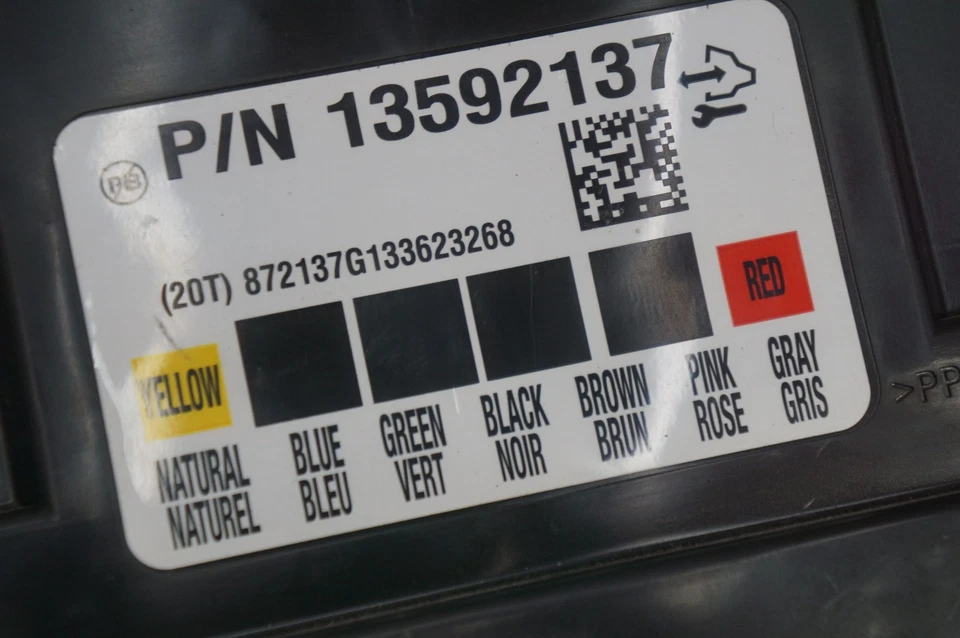 P/N 13592137
PB
(20T) 872137G133623268
YELLOW
RED
NATURAL
NATUREL
BLUE
BLEU
GREEN
VERT
BLACK
NOIR
BROWN
BRUN
PINK
ROSE
GRAY
GRIS
>PP